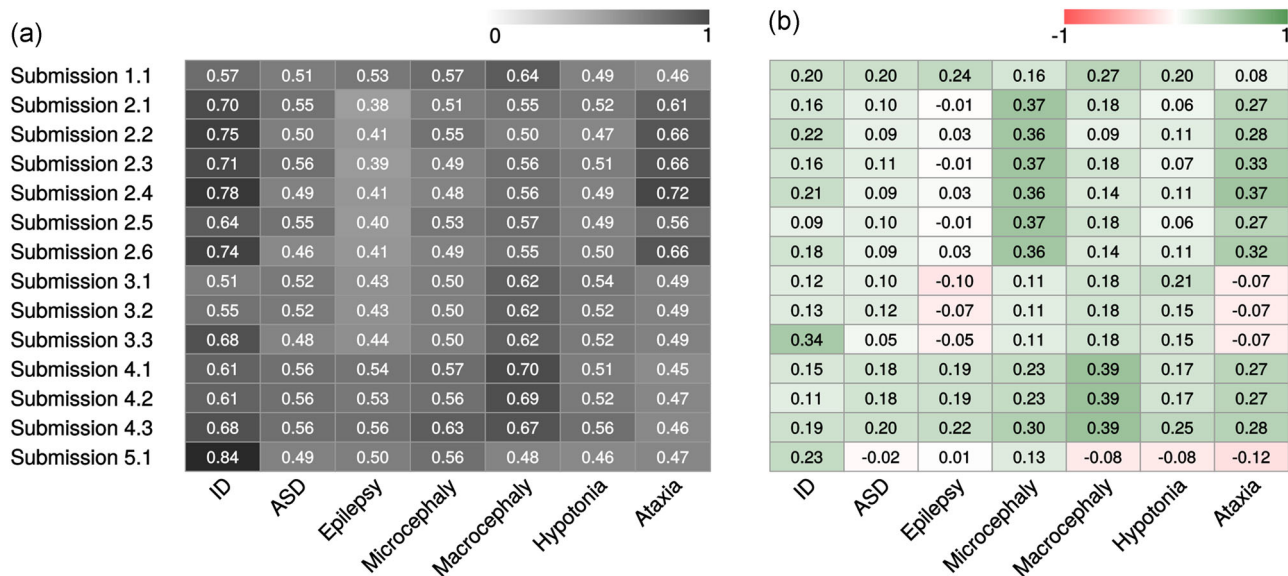 (a)
0 1
(b)
-1 1
Submission 1.1 0.57 0.51 0.53 0.57 0.64 0.49 0.46 0.20 0.20 0.24 0.16 0.27 0.20 0.08
Submission 2.1 0.70 0.55 0.38 0.51 0.55 0.52 0.61 0.16 0.10 -0.01 0.37 0.18 0.06 0.27
Submission 2.2 0.75 0.50 0.41 0.55 0.50 0.47 0.66 0.22 0.09 0.03 0.36 0.09 0.11 0.28
Submission 2.3 0.71 0.56 0.39 0.49 0.56 0.51 0.66 0.16 0.11 -0.01 0.37 0.18 0.07 0.33
Submission 2.4 0.78 0.49 0.41 0.48 0.56 0.49 0.72 0.21 0.09 0.03 0.36 0.14 0.11 0.37
Submission 2.5 0.64 0.55 0.40 0.53 0.57 0.49 0.56 0.09 0.10 -0.01 0.37 0.18 0.06 0.27
Submission 2.6 0.74 0.46 0.41 0.49 0.55 0.50 0.66 0.18 0.09 0.03 0.36 0.14 0.11 0.32
Submission 3.1 0.51 0.52 0.43 0.50 0.62 0.54 0.49 0.12 0.10 -0.10 0.11 0.18 0.21 -0.07
Submission 3.2 0.55 0.52 0.43 0.50 0.62 0.52 0.49 0.13 0.12 -0.07 0.11 0.18 0.15 -0.07
Submission 3.3 0.68 0.48 0.44 0.50 0.62 0.52 0.49 0.34 0.05 -0.05 0.11 0.18 0.15 -0.07
Submission 4.1 0.61 0.56 0.54 0.57 0.70 0.51 0.45 0.15 0.18 0.19 0.23 0.39 0.17 0.27
Submission 4.2 0.61 0.56 0.53 0.56 0.69 0.52 0.47 0.11 0.18 0.19 0.23 0.39 0.17 0.27
Submission 4.3 0.68 0.56 0.56 0.63 0.67 0.56 0.46 0.19 0.20 0.22 0.30 0.39 0.25 0.28
Submission 5.1 0.84 0.49 0.50 0.56 0.48 0.46 0.47 0.23 -0.02 0.01 0.13 -0.08 -0.08 -0.12
ID ASD Epilepsy Microcephaly Macrocephaly Hypotonia Ataxia ID ASD Epilepsy Microcephaly Macrocephaly Hypotonia Ataxia